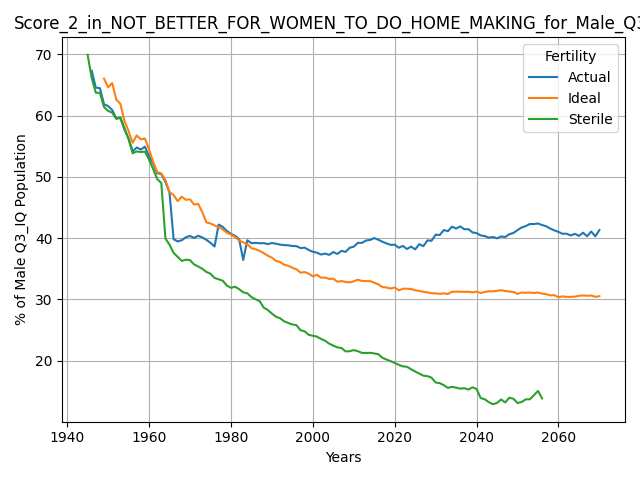 Score_2_in_NOT_BETTER_FOR_WOMEN_TO_DO_HOME_MAKING_for_Male_Q3
Fertility
Actual
Ideal
Sterile
% of Male Q3_IQ Population
70
60
50
40
30
20
1940
1960
1980
2000
2020
2040
2060
Years